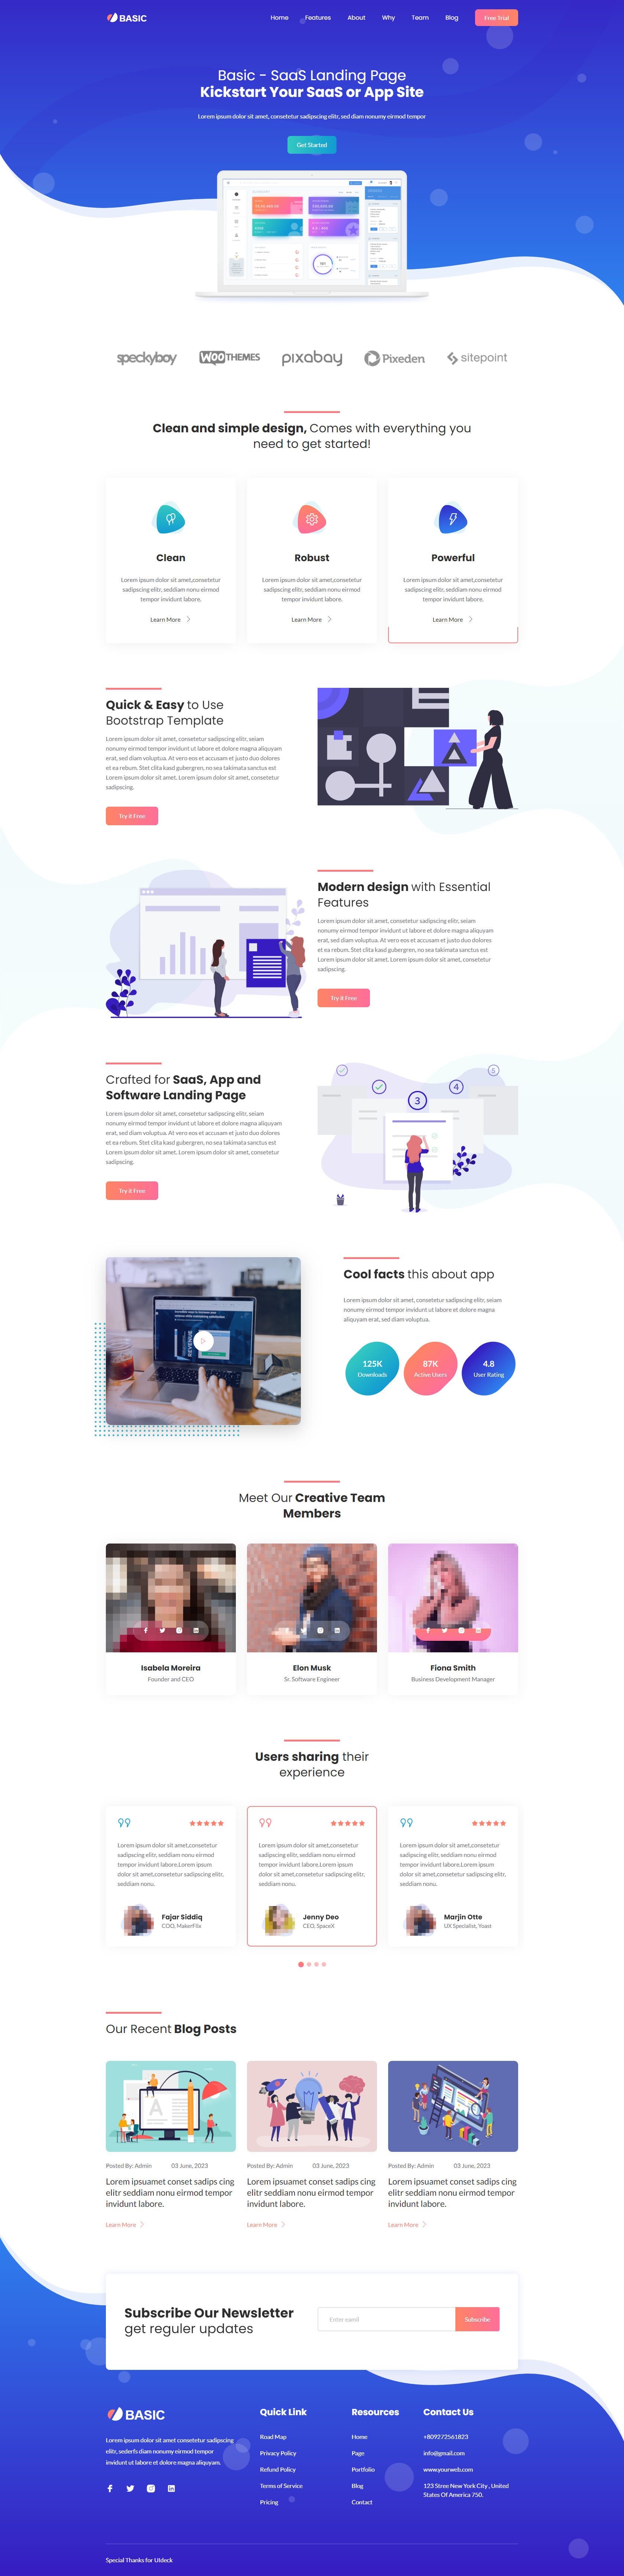 BASIC
Home Features About Why Team Blog Free Trial
Basic - SaaS Landing Page
Kickstart Your SaaS or App Site
Lorem ipsum dolor sit amet, consetetur sadipscing elitr, sed diam nonumy eirmod tempor
Get Started
speckyboy WOOTHEMES pixabay Pixeden sitepoint
Clean and simple design, Comes with everything you
need to get started!
Clean
Lorem ipsum dolor sit amet,consetetur
sadipscing elitr, seddiam nonu eirmod
tempor invidunt labore.
Learn More
Robust
Lorem ipsum dolor sit amet,consetetur
sadipscing elitr, seddiam nonu eirmod
tempor invidunt labore.
Learn More
Powerful
Lorem ipsum dolor sit amet,consetetur
sadipscing elitr, seddiam nonu eirmod
tempor invidunt labore.
Learn More
Quick & Easy to Use
Bootstrap Template
Lorem ipsum dolor sit amet, consetetur sadipscing elitr, seiam
nonumy eirmod tempor invidunt ut labore et dolore magna aliquyam
erat, sed diam voluptua. At vero eos et accusam et justo duo dolores
et ea rebum. Stet clita kasd gubergren, no sea takimata sanctus est
Lorem ipsum dolor sit amet. Lorem ipsum dolor sit amet, consetetur
sadipscing.
Try it Free
Modern design with Essential
Features
Lorem ipsum dolor sit amet, consetetur sadipscing elitr, seiam
nonumy eirmod tempor invidunt ut labore et dolore magna aliquyam
erat, sed diam voluptua. At vero eos et accusam et justo duo dolores
et ea rebum. Stet clita kasd gubergren, no sea takimata sanctus est
Lorem ipsum dolor sit amet. Lorem ipsum dolor sit amet, consetetur
sadipscing.
Try it Free
Crafted for SaaS, App and
Software Landing Page
Lorem ipsum dolor sit amet, consetetur sadipscing elitr, seiam
nonumy eirmod tempor invidunt ut labore et dolore magna aliquyam
erat, sed diam voluptua. At vero eos et accusam et justo duo dolores
et ea rebum. Stet clita kasd gubergren, no sea takimata sanctus est
Lorem ipsum dolor sit amet. Lorem ipsum dolor sit amet, consetetur
sadipscing.
Try it Free
3 4 5
Cool facts this about app
Lorem ipsum dolor sit amet, consetetur sadipscing elitr, seiam
nonumy eirmod tempor invidunt ut labore et dolore magna
aliquyam erat, sed diam voluptua.
125K
Downloads
87K
Active Users
4.8
User Rating
Meet Our Creative Team
Members
Isabela Moreira
Founder and CEO
Elon Musk
Sr. Software Engineer
Fiona Smith
Business Development Manager
Users sharing their
experience
Lorem ipsum dolor sit amet,consetetur
sadipscing elitr, seddiam nonu eirmod
tempor invidunt labore.Lorem ipsum
dolor sit amet,consetetur sadipscing elitr,
seddiam nonu.
Fajar Siddiq
COO, MakerFlix
Lorem ipsum dolor sit amet,consetetur
sadipscing elitr, seddiam nonu eirmod
tempor invidunt labore.Lorem ipsum
dolor sit amet,consetetur sadipscing elitr,
seddiam nonu.
Jenny Deo
CEO, SpaceX
Lorem ipsum dolor sit amet,consetetur
sadipscing elitr, seddiam nonu eirmod
tempor invidunt labore.Lorem ipsum
dolor sit amet,consetetur sadipscing elitr,
seddiam nonu.
Marjin Otte
UX Specialist, Yoast
Our Recent Blog Posts
Posted By: Admin 03 June, 2023
Lorem ipsuamet conset sadips cing
elitr seddiam nonu eirmod tempor
invidunt labore.
Learn More
Posted By: Admin 03 June, 2023
Lorem ipsuamet conset sadips cing
elitr seddiam nonu eirmod tempor
invidunt labore.
Learn More
Posted By: Admin 03 June, 2023
Lorem ipsuamet conset sadips cing
elitr seddiam nonu eirmod tempor
invidunt labore.
Learn More
Subscribe Our Newsletter
get reguler updates
Enter eamil
Subscribe
BASIC
Lorem ipsum dolor sit amet consetetur sadipscing
elitr, sederfs diam nonumy eirmod tempor
invidunt ut labore et dolore magna aliquyam.
Quick Link
Road Map
Privacy Policy
Refund Policy
Terms of Service
Pricing
Resources
Home
Page
Portfolio
Blog
Contact
Contact Us
+809272561823
info@gmail.com
www.yourweb.com
123 Stree New York City , United
States Of America 750.
Special Thanks for UIdeck